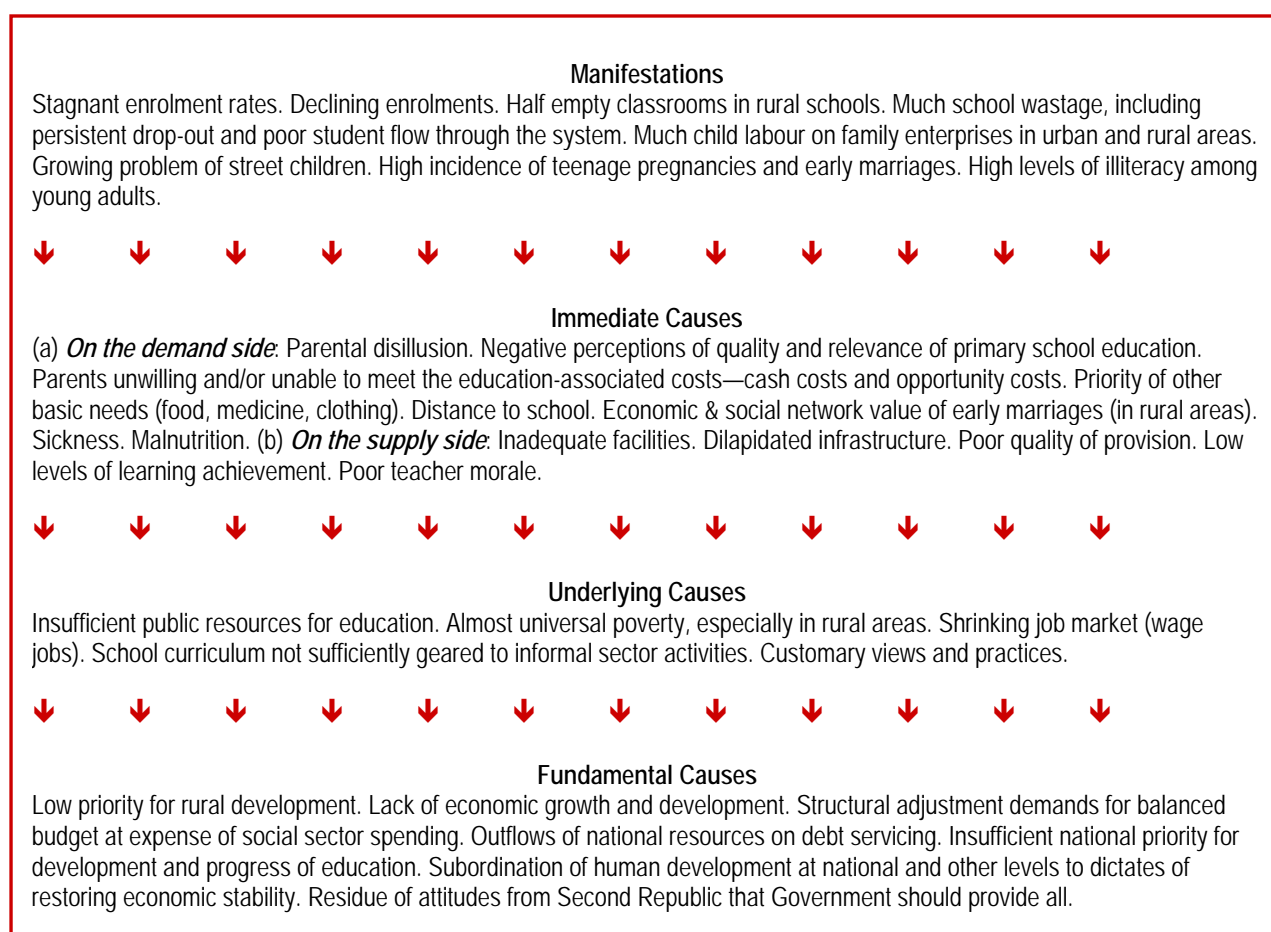 Manifestations
Stagnant enrolment rates. Declining enrolments. Half empty classrooms in rural schools. Much school wastage, including
persistent drop-out and poor student flow through the system. Much child labour on family enterprises in urban and rural areas.
Growing problem of street children. High incidence of teenage pregnancies and early marriages. High levels of illiteracy among
young adults.
Immediate Causes
(a) On the demand side: Parental disillusion. Negative perceptions of quality and relevance of primary school education.
Parents unwilling and/or unable to meet the education-associated costs—cash costs and opportunity costs. Priority of other
basic needs (food, medicine, clothing). Distance to school. Economic & social network value of early marriages (in rural areas).
Sickness. Malnutrition. (b) On the supply side: Inadequate facilities. Dilapidated infrastructure. Poor quality of provision. Low
levels of learning achievement. Poor teacher morale.
Underlying Causes
Insufficient public resources for education. Almost universal poverty, especially in rural areas. Shrinking job market (wage
jobs). School curriculum not sufficiently geared to informal sector activities. Customary views and practices.
Fundamental Causes
Low priority for rural development. Lack of economic growth and development. Structural adjustment demands for balanced
budget at expense of social sector spending. Outflows of national resources on debt servicing. Insufficient national priority for
development and progress of education. Subordination of human development at national and other levels to dictates of
restoring economic stability. Residue of attitudes from Second Republic that Government should provide all.